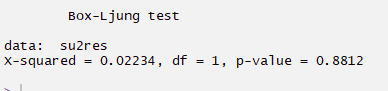 Box-Ljung test
data:  su2res
X-squared = 0.02234, df = 1, p-value = 0.8812
>